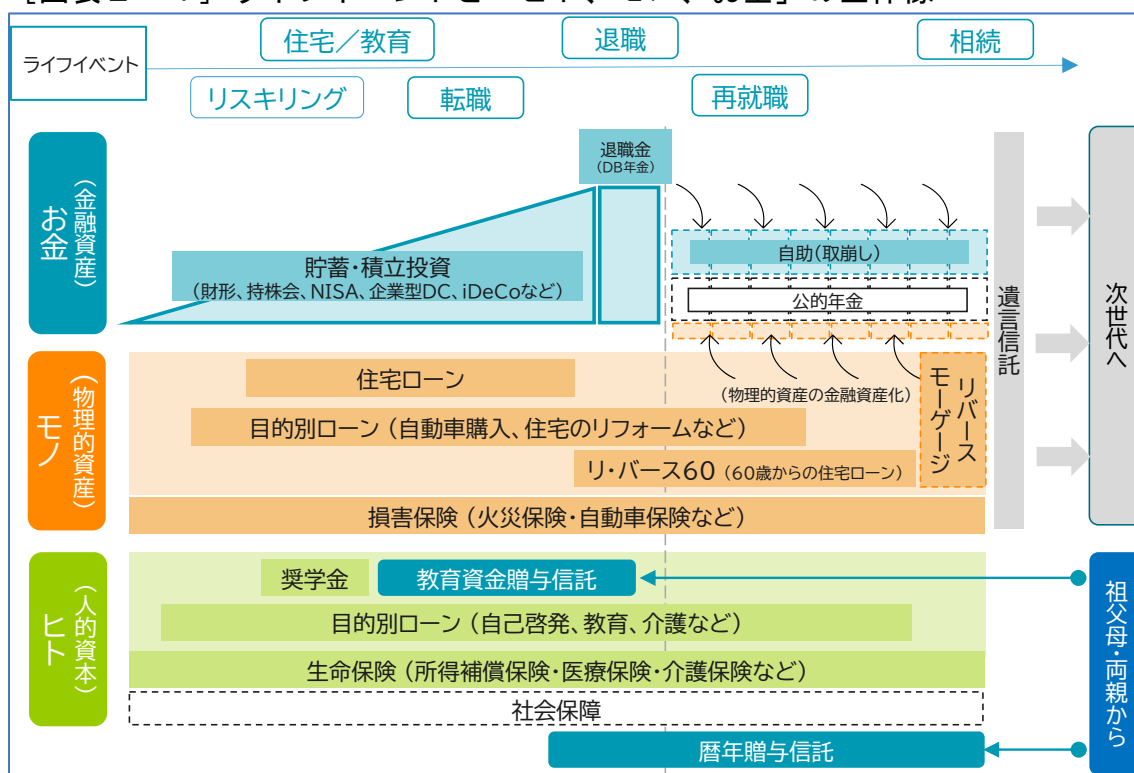 住宅／教育
退職
相続
ライフイベント
リスキリング
転職
再就職
お金
（金融資産）
退職金
（DB年金）
貯蓄・積立投資
（財形、持株会、NISA、企業型DC、iDeCoなど）
自助（取崩し）
公的年金
遺言信託
次世代へ
モノ
（物理的資産）
住宅ローン
（物理的資産の金融資産化）
リバース
モーゲージ
目的別ローン（自動車購入、住宅のリフォームなど）
リ・バース60（60歳からの住宅ローン）
損害保険（火災保険・自動車保険など）
ヒト
（人的資本）
奨学金
教育資金贈与信託
祖父母・両親から
目的別ローン（自己啓発、教育、介護など）
生命保険（所得補償保険・医療保険・介護保険など）
社会保障
暦年贈与信託